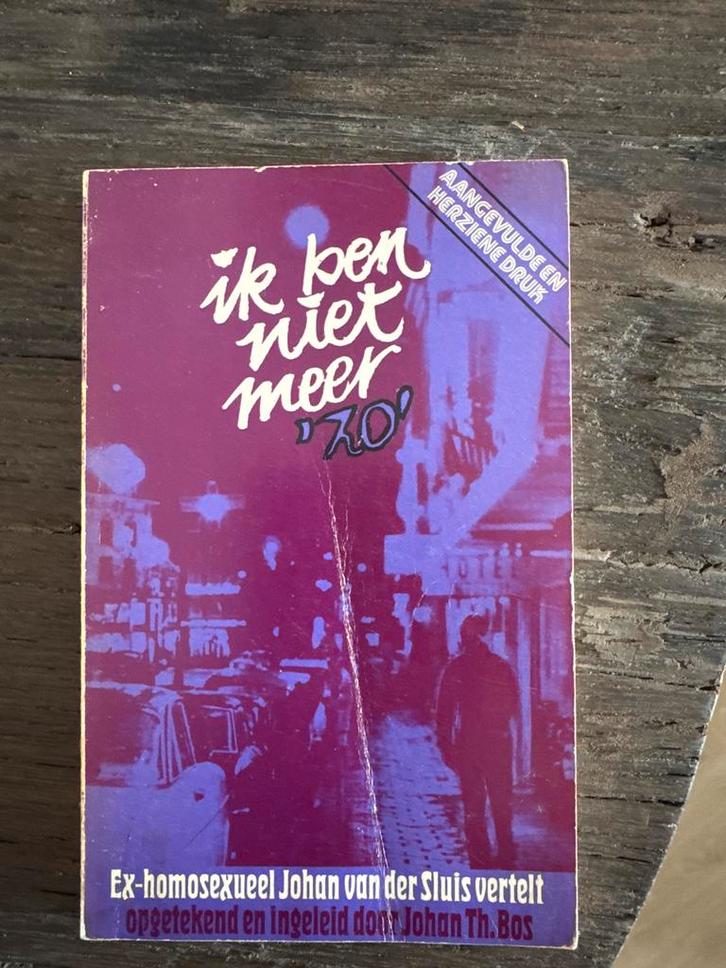 AANGEVULDE EN
HERZIENE DRUK
ik ben
niet
meer
'ZO'
HOTEL
Ex-homosexueel Johan van der Sluis vertelt
opgetekend en ingeleid door Johan Th. Bos